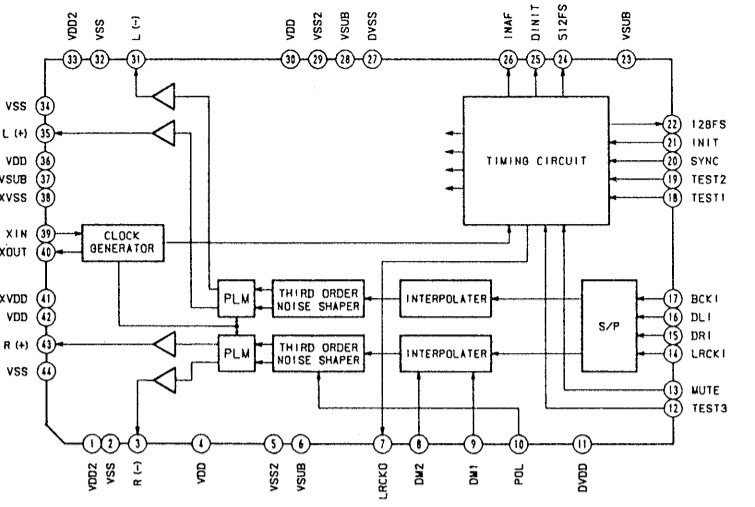 VDD2
VSS
L (-)
VDD
VSS2
VSUB
DVSS
INAF
DINIT
S12FS
VSUB
33
32
31
30
29
28
27
26
25
24
23
VSS 34
L (+) 35
VDD 36
VSUB 37
XVSS 38
XIN 39
XOUT 40
XVDD 41
VDD 42
R (+) 43
VSS 44
CLOCK
GENERATOR
TIMING CIRCUIT
22 128FS
21 INIT
20 SYNC
19 TEST2
18 TEST1
PLM
THIRD ORDER
NOISE SHAPER
INTERPOLATER
S/P
PLM
THIRD ORDER
NOISE SHAPER
INTERPOLATER
17 BCKI
16 DLI
15 DRI
14 LRCKI
13 MUTE
12 TEST3
1
2
3
4
5
6
7
8
9
10
11
VDD2
VSS
R (-)
VDD
VSS2
VSUB
LRCKO
DM2
DM1
POL
DVDD